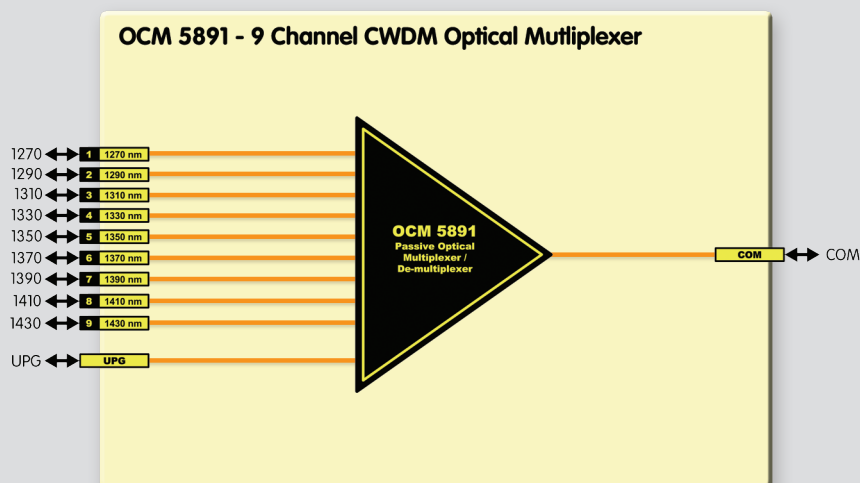 OCM 5891 - 9 Channel CWDM Optical Mutliplexer
1270 1 1270 nm
1290 2 1290 nm
1310 3 1310 nm
1330 4 1330 nm
1350 5 1350 nm
1370 6 1370 nm
1390 7 1390 nm
1410 8 1410 nm
1430 9 1430 nm
UPG UPG
OCM 5891
Passive Optical
Multiplexer /
De-multiplexer
COM COM